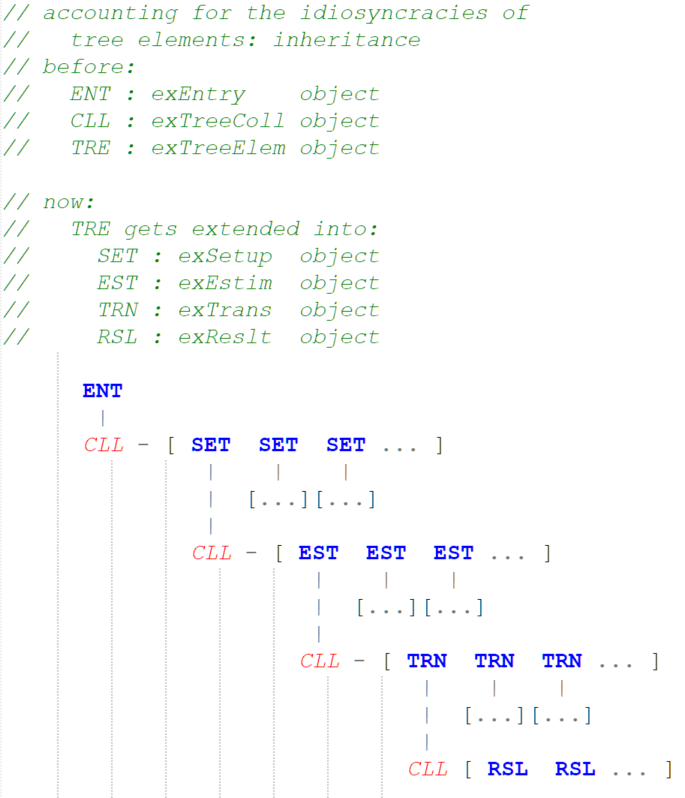 // accounting for the idiosyncracies of
//   tree elements: inheritance
// before:
//   ENT : exEntry    object
//   CLL : exTreeColl object
//   TRE : exTreeElem object

// now:
//   TRE gets extended into:
//     SET : exSetup  object
//     EST : exEstim  object
//     TRN : exTrans  object
//     RSL : exReslt  object

      ENT
       |
      CLL - [ SET  SET  SET ... ]
               |    |    |
               |  [...][...]
               |
              CLL - [ EST  EST  EST ... ]
                       |    |    |
                       |  [...][...]
                       |
                      CLL - [ TRN  TRN  TRN ... ]
                               |    |    |
                               |  [...][...]
                               |
                              CLL [ RSL  RSL ... ]